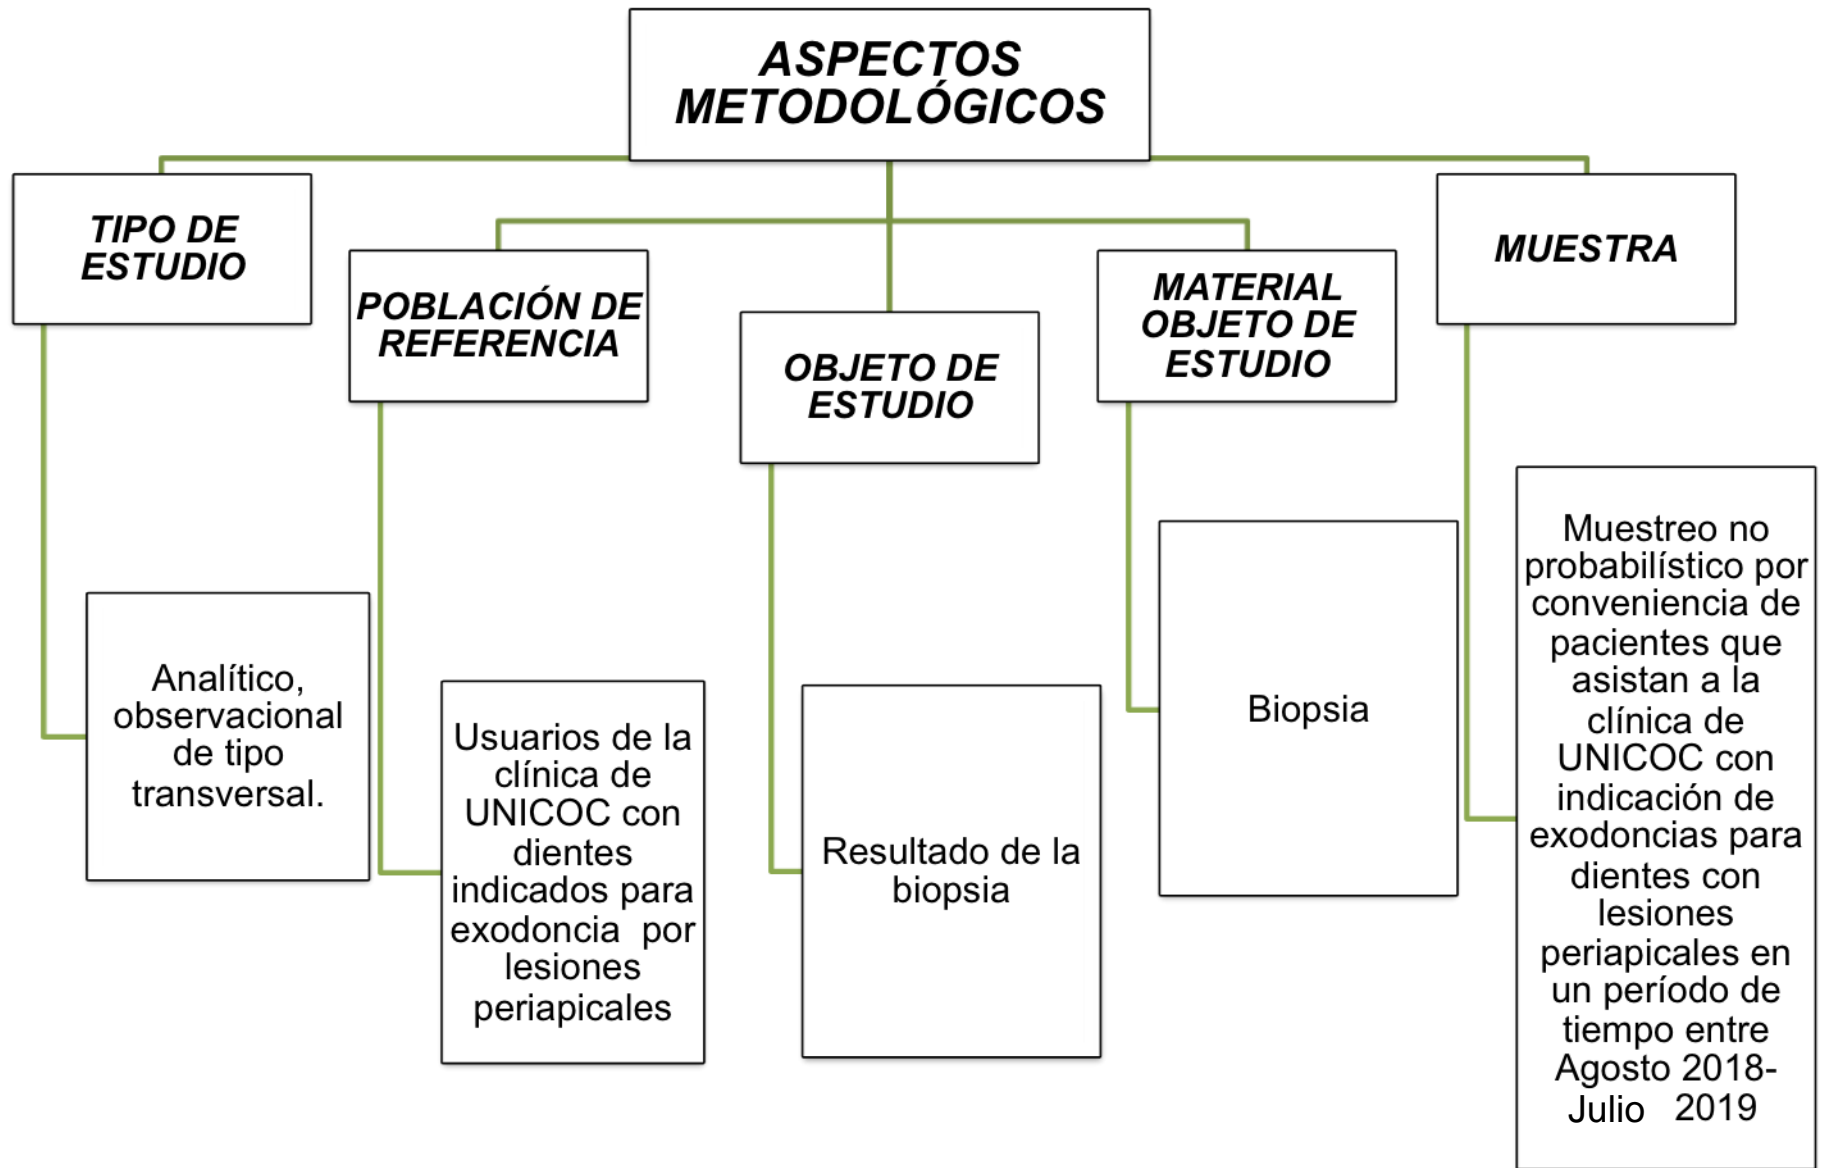 ASPECTOS
METODOLÓGICOS
TIPO DE
ESTUDIO
Analítico,
observacional
de tipo
transversal.
POBLACIÓN DE
REFERENCIA
Usuarios de la
clínica de
UNICOC con
dientes
indicados para
exodoncia por
lesiones
periapicales
OBJETO DE
ESTUDIO
Resultado de la
biopsia
MATERIAL
OBJETO DE
ESTUDIO
Biopsia
MUESTRA
Muestreo no
probabilístico por
conveniencia de
pacientes que
asistan a la
clínica de
UNICOC con
indicación de
exodoncias para
dientes con
lesiones
periapicales en
un período de
tiempo entre
Agosto 2018-
Julio 2019